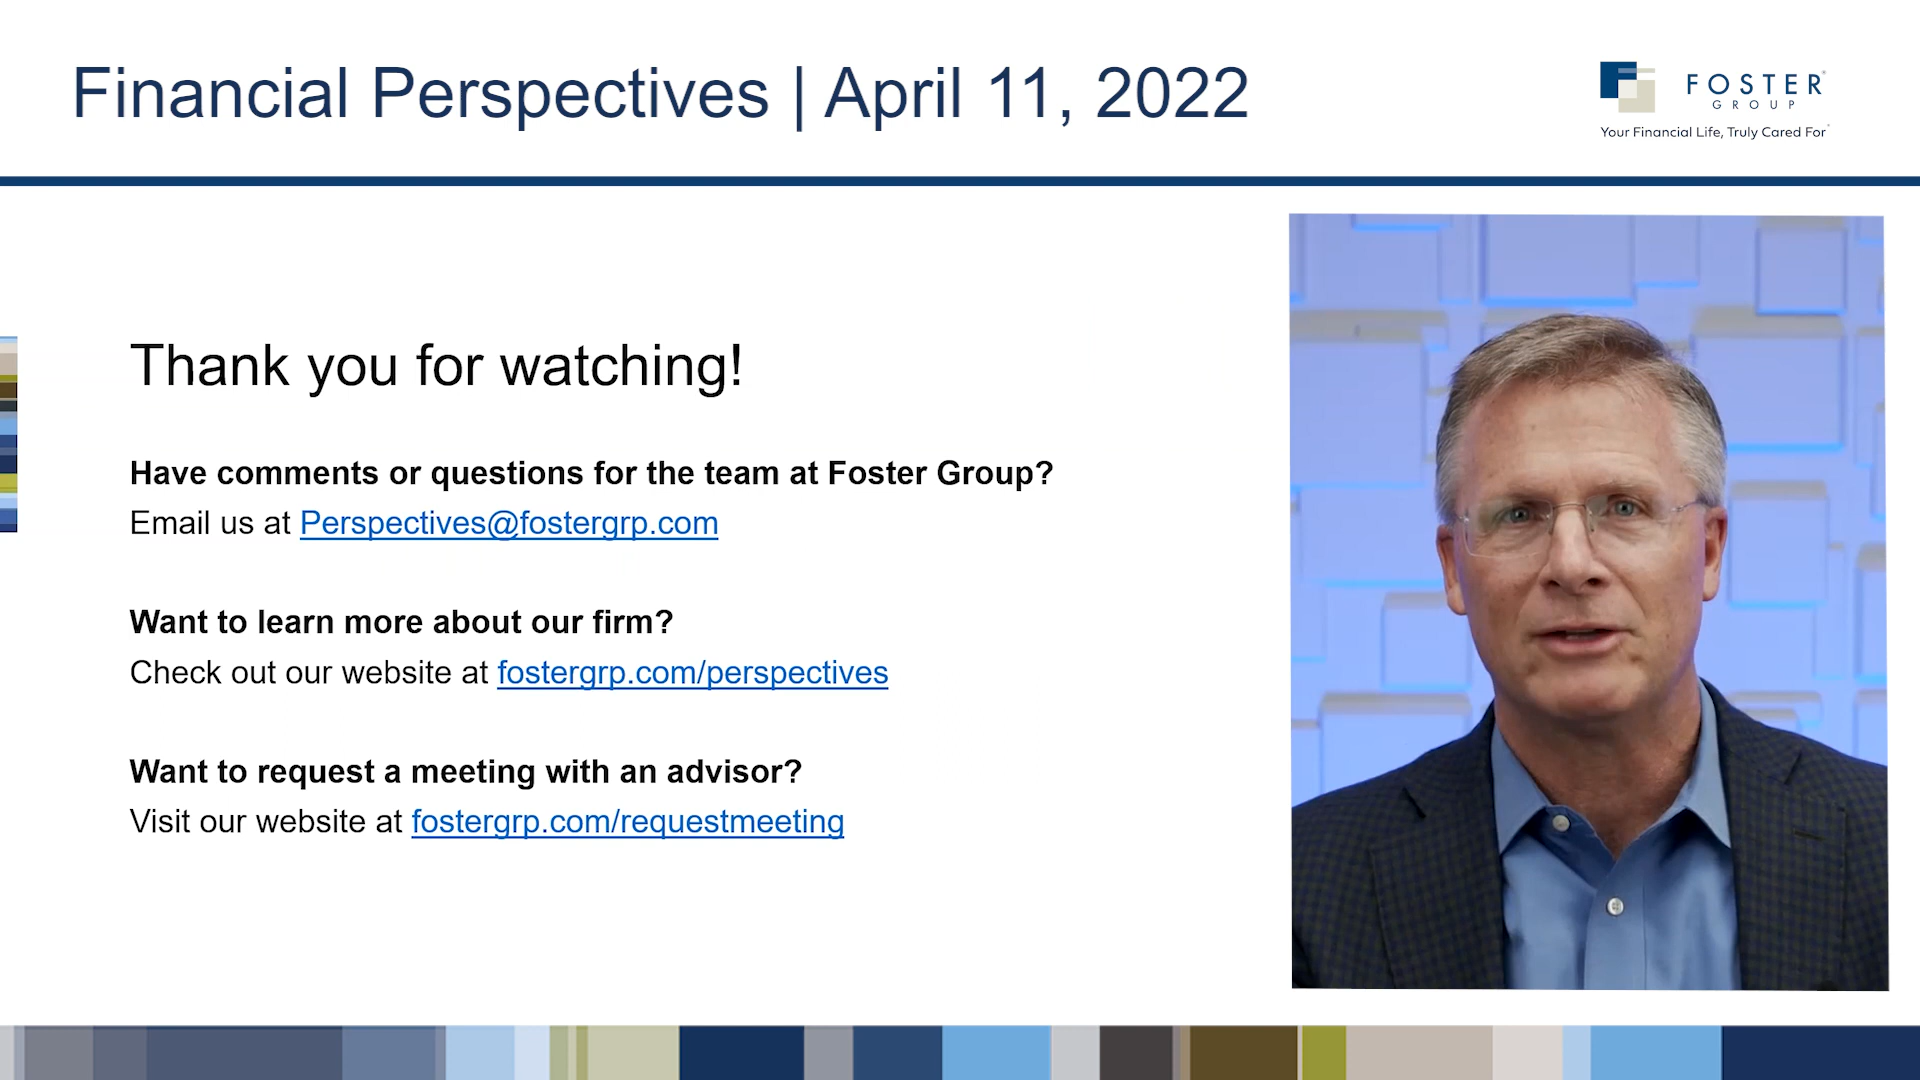 Financial Perspectives | April 11, 2022
FOSTER
GROUP
Your Financial Life, Truly Cared For
Thank you for watching!
Have comments or questions for the team at Foster Group?
Email us at Perspectives@fostergrp.com
Want to learn more about our firm?
Check out our website at fostergrp.com/perspectives
Want to request a meeting with an advisor?
Visit our website at fostergrp.com/requestmeeting